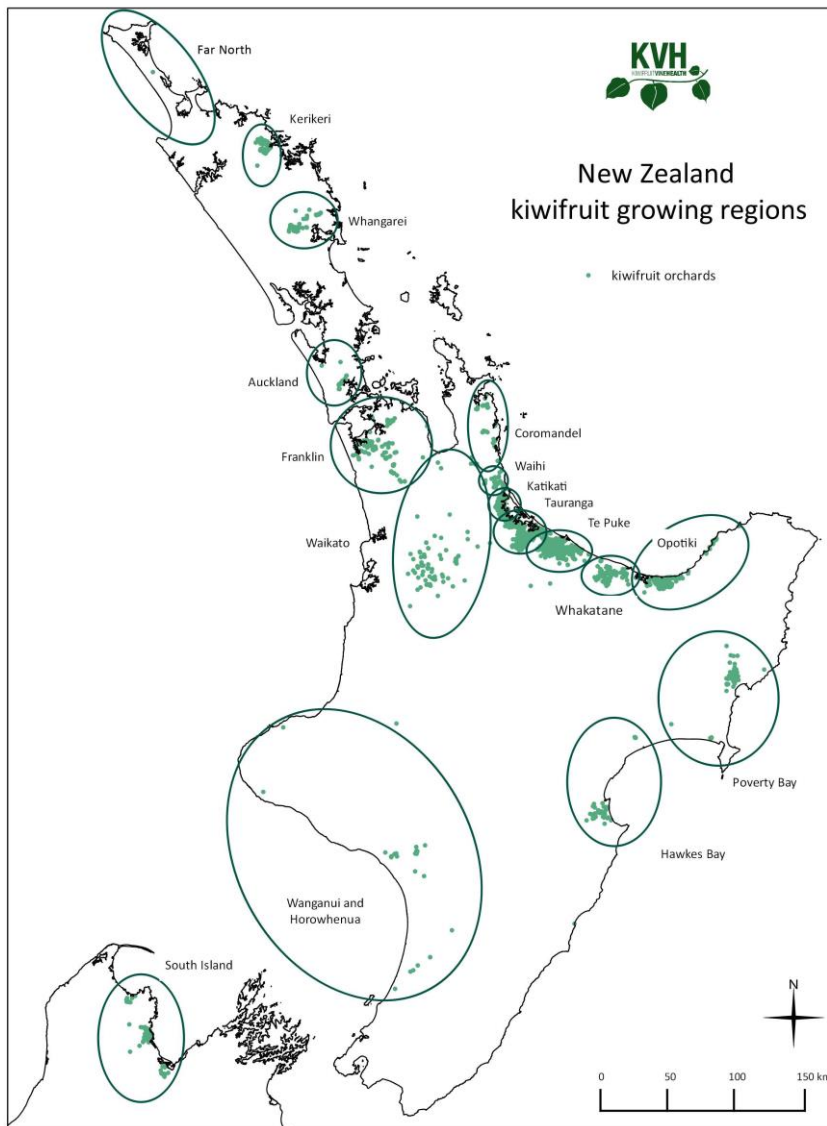 Far North
KVH
KIWIFRUITVINEHEALTH
Kerikeri
New Zealand
kiwifruit growing regions
Whangarei
kiwifruit orchards
Auckland
Coromandel
Franklin
Waihi
Katikati
Tauranga
Te Puke
Waikato
Opotiki
Whakatane
Poverty Bay
Hawkes Bay
Wanganui and
Horowhenua
South Island
N
0 50 100 150 km